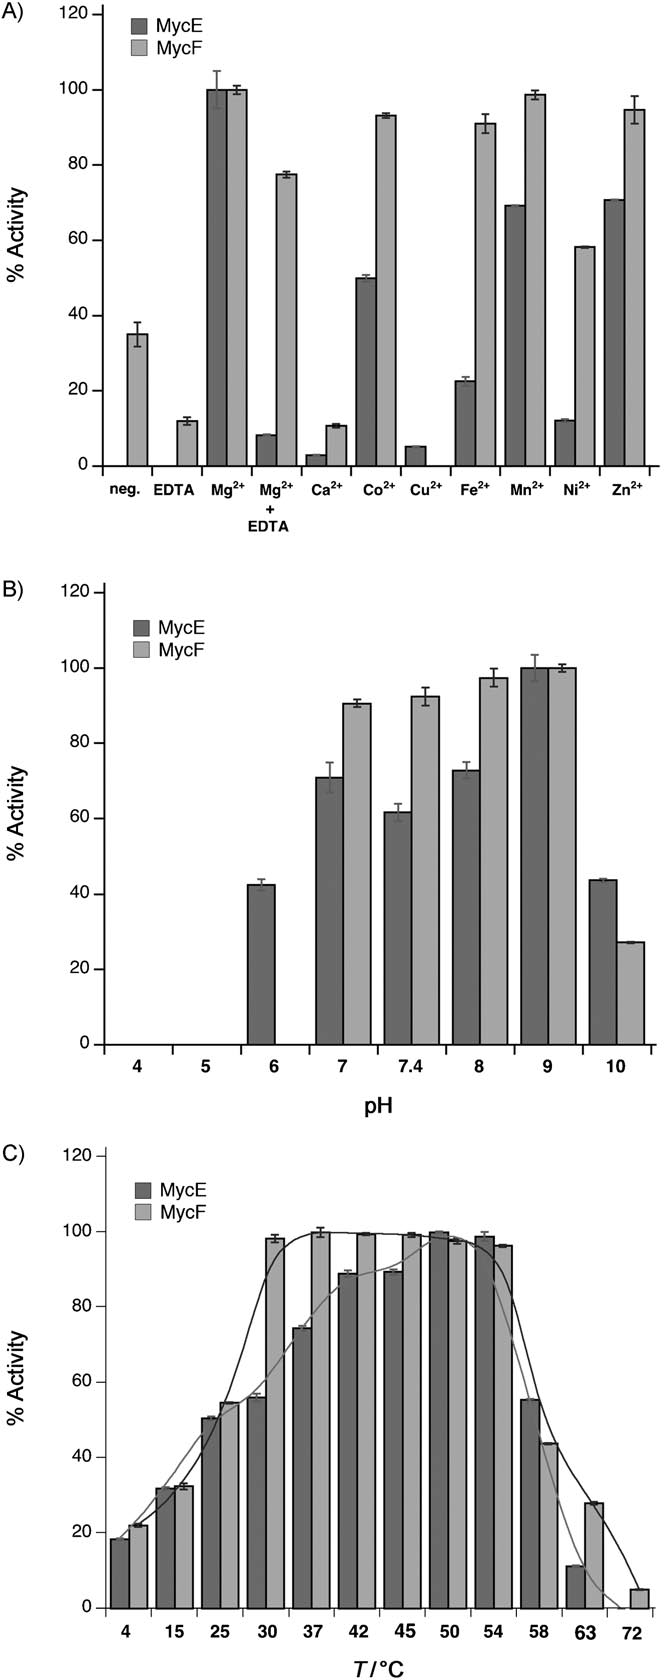 A)
120
MycE
MycF
100
80
60
40
20
0
% Activity
neg. EDTA Mg2+ Mg2+ Ca2+ Co2+ Cu2+ Fe2+ Mn2+ Ni2+ Zn2+
+
EDTA
B)
120
MycE
MycF
100
80
60
40
20
0
% Activity
4 5 6 7 7.4 8 9 10
pH
C)
120
MycE
MycF
100
80
60
40
20
0
% Activity
4 15 25 30 37 42 45 50 54 58 63 72
T/°C